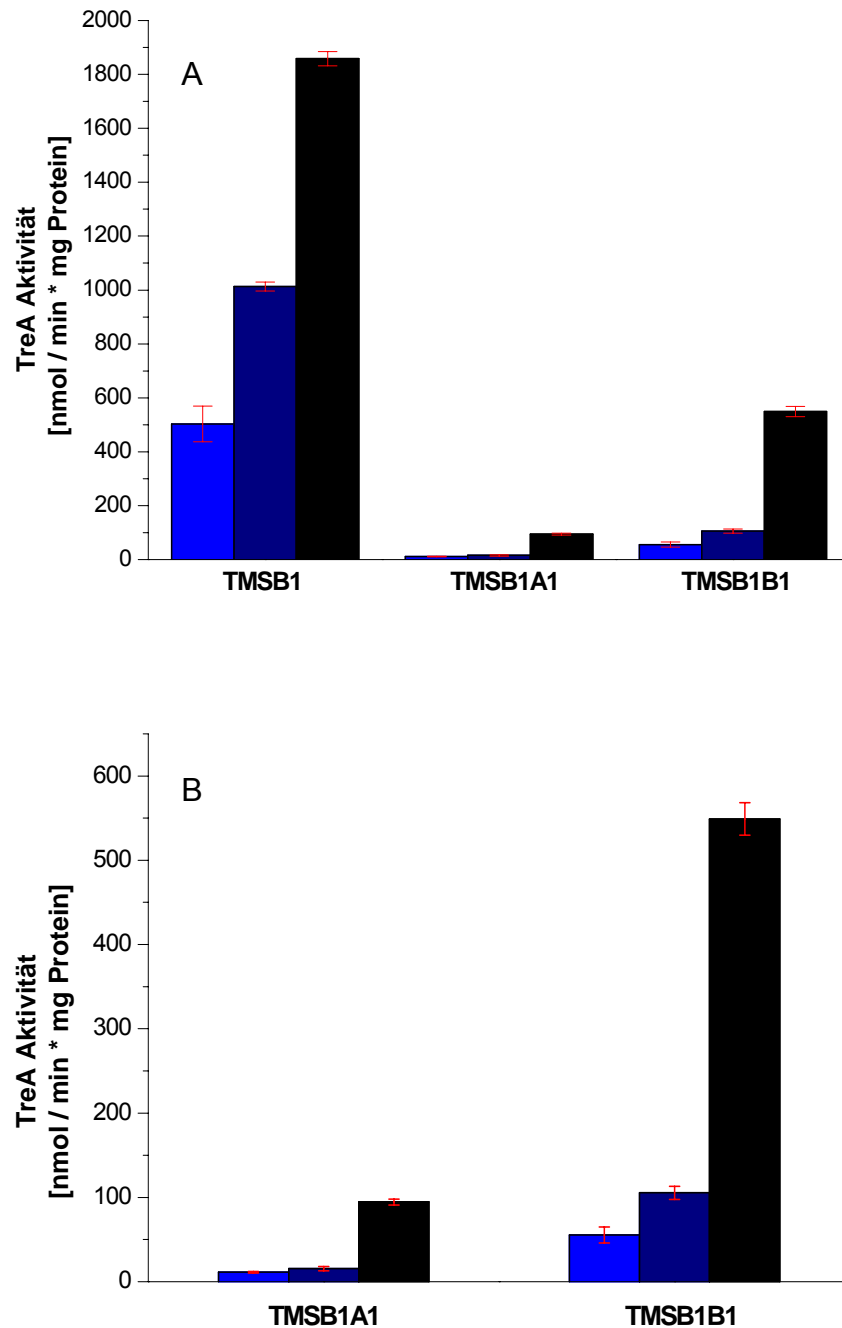 A
TreA Aktivität
[nmol / min * mg Protein]
2000
1800
1600
1400
1200
1000
800
600
400
200
0
TMSB1 TMSB1A1 TMSB1B1
B
TreA Aktivität
[nmol / min * mg Protein]
600
500
400
300
200
100
0
TMSB1A1 TMSB1B1